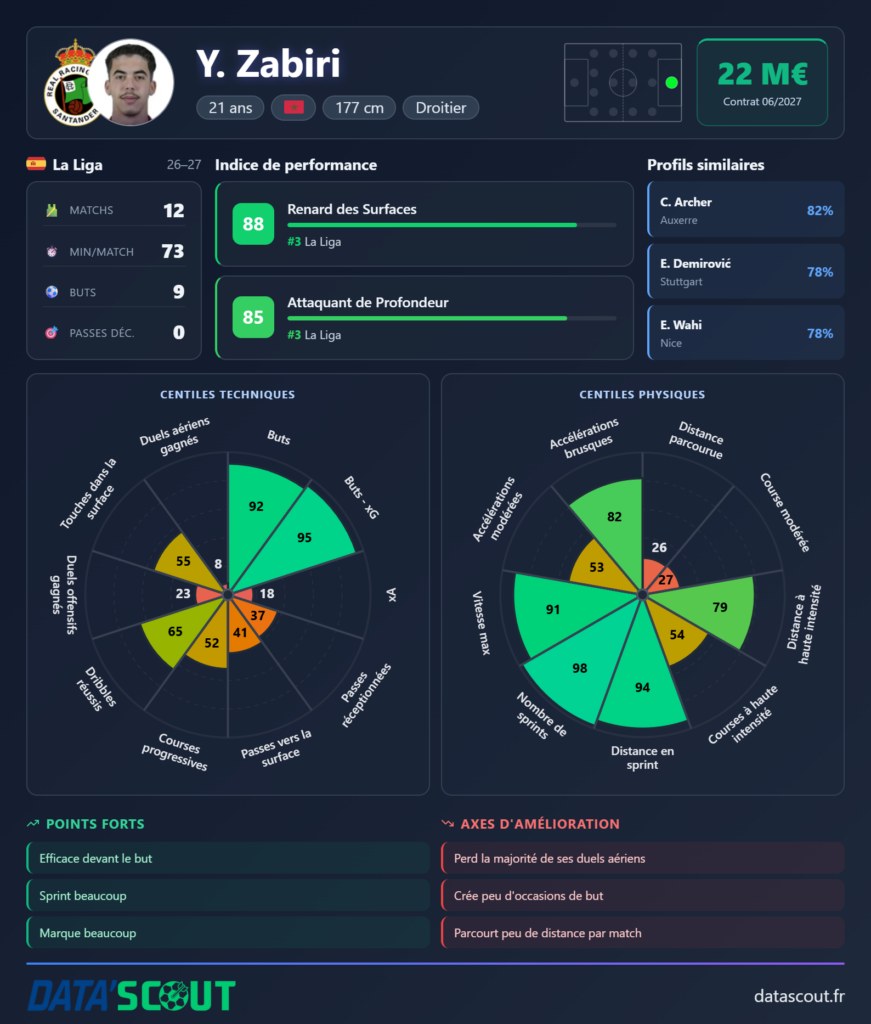 REAL RACING
SANTANDER
Y. Zabiri
21 ans
177 cm
Droitier
22 M€
Contrat 06/2027
La Liga
26–27
MATCHS
12
MIN/MATCH
73
BUTS
9
PASSES DÉC.
0
Indice de performance
88
Renard des Surfaces
#3 La Liga
85
Attaquant de Profondeur
#3 La Liga
Profils similaires
C. Archer
Auxerre
82%
E. Demirović
Stuttgart
78%
E. Wahi
Nice
78%
CENTILES TECHNIQUES
Buts
92
Buts - xG
95
xA
18
Passes
réceptionnées
37
Passes vers la
surface
41
Courses
progressives
52
Dribbles
réussis
65
Duels offensifs
gagnés
23
Touches dans la
surface
55
Duels aériens
gagnés
8
CENTILES PHYSIQUES
Distance
parcourue
26
Course modérée
27
Distance à
haute intensité
79
Courses à haute
intensité
54
Distance en
sprint
94
Nombre de
sprints
98
Vitesse max
91
Accélérations
modérées
53
Accélérations
brusques
82
POINTS FORTS
Efficace devant le but
Sprint beaucoup
Marque beaucoup
AXES D'AMÉLIORATION
Perd la majorité de ses duels aériens
Crée peu d'occasions de but
Parcourt peu de distance par match
DATA'SCOUT
datascout.fr